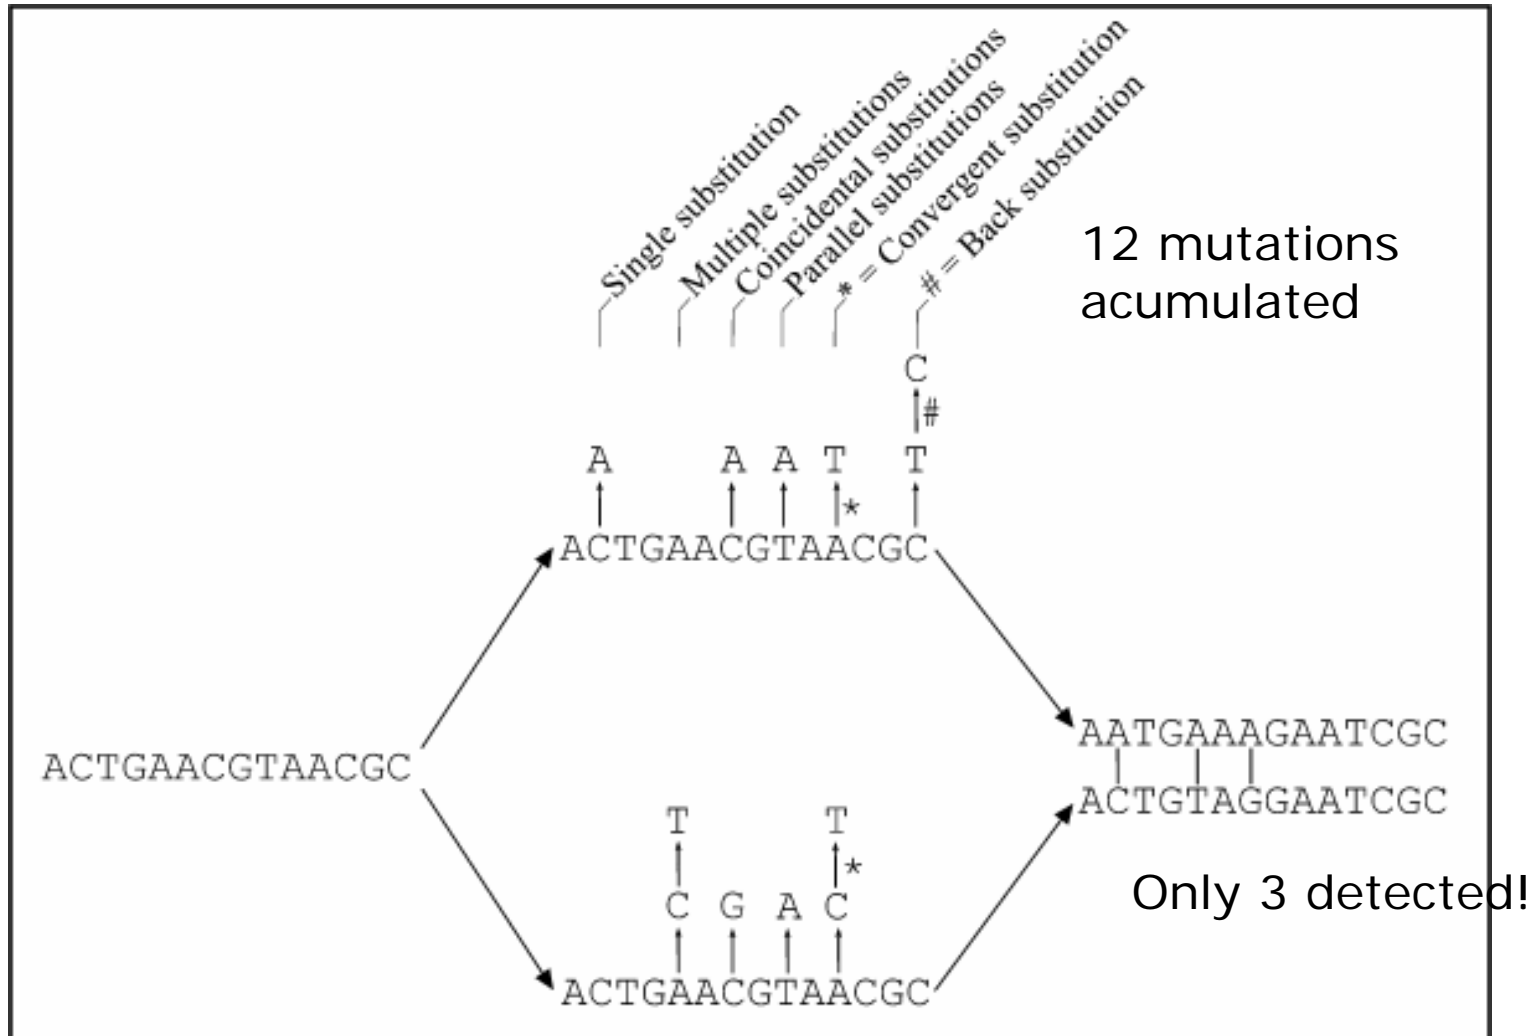 Single substitution
Multiple substitutions
Coincidental substitutions
Parallel substitutions
* = Convergent substitution
# = Back substitution
12 mutations
acumulated
C
#
A A A T T
*
ACTGAACGTAACGC
AATGAAAGAATCGC
ACTGAACGTAACGC
ACTGTAGGAATCGC
T T
*
C G A C
Only 3 detected!
ACTGAACGTAACGC